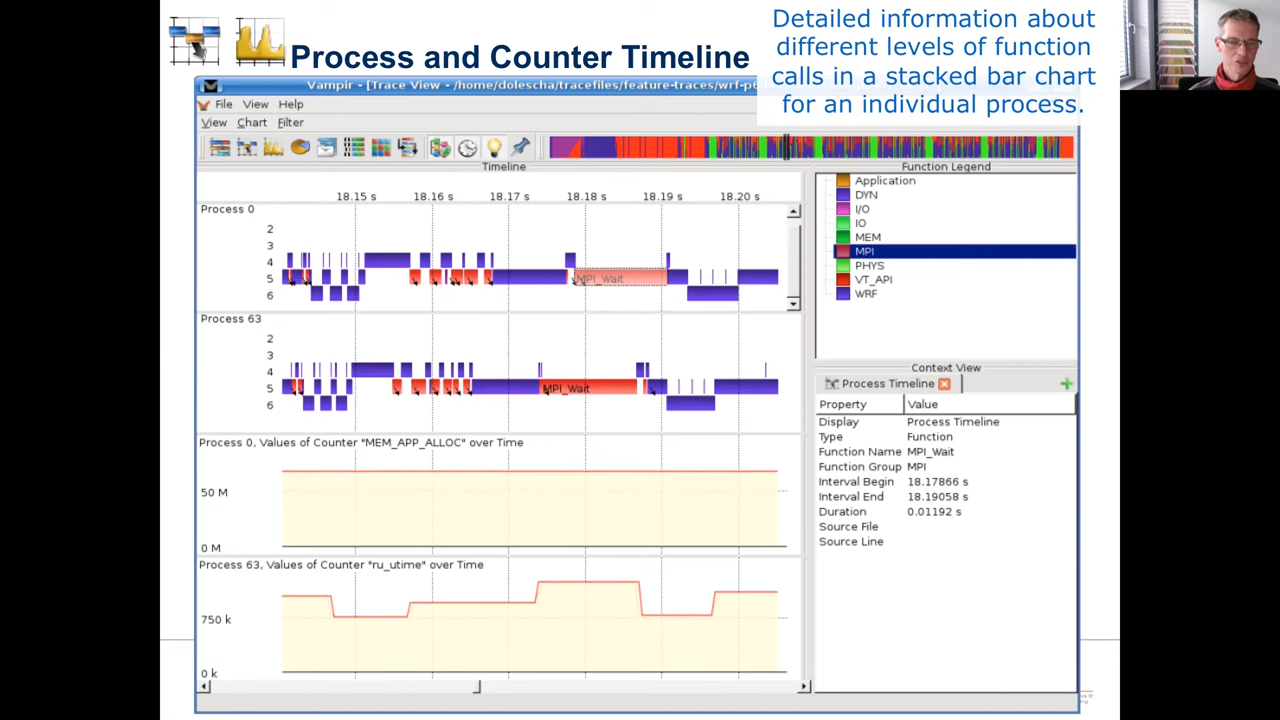 Process and Counter Timeline
Detailed information about
different levels of function
calls in a stacked bar chart
for an individual process.
Vampir - [Trace View - /home/dolescha/tracefiles/feature-traces/wrf-p6
File View Help
View Chart Filter
Timeline
18.15 s 18.16 s 18.17 s 18.18 s 18.19 s 18.20 s
Process 0
2
3
4
5 MPI_Wait
6
Process 63
2
3
4
5 MPI_Wait
6
Process 0, Values of Counter "MEM_APP_ALLOC" over Time
50 M
0 M
Process 63, Values of Counter "ru_utime" over Time
750 k
0 k
Function Legend
Application
DYN
I/O
IO
MEM
MPI
PHYS
VT_API
WRF
Context View
Process Timeline
Property Value
Display Process Timeline
Type Function
Function Name MPI_Wait
Function Group MPI
Interval Begin 18.17866 s
Interval End 18.19058 s
Duration 0.01192 s
Source File
Source Line